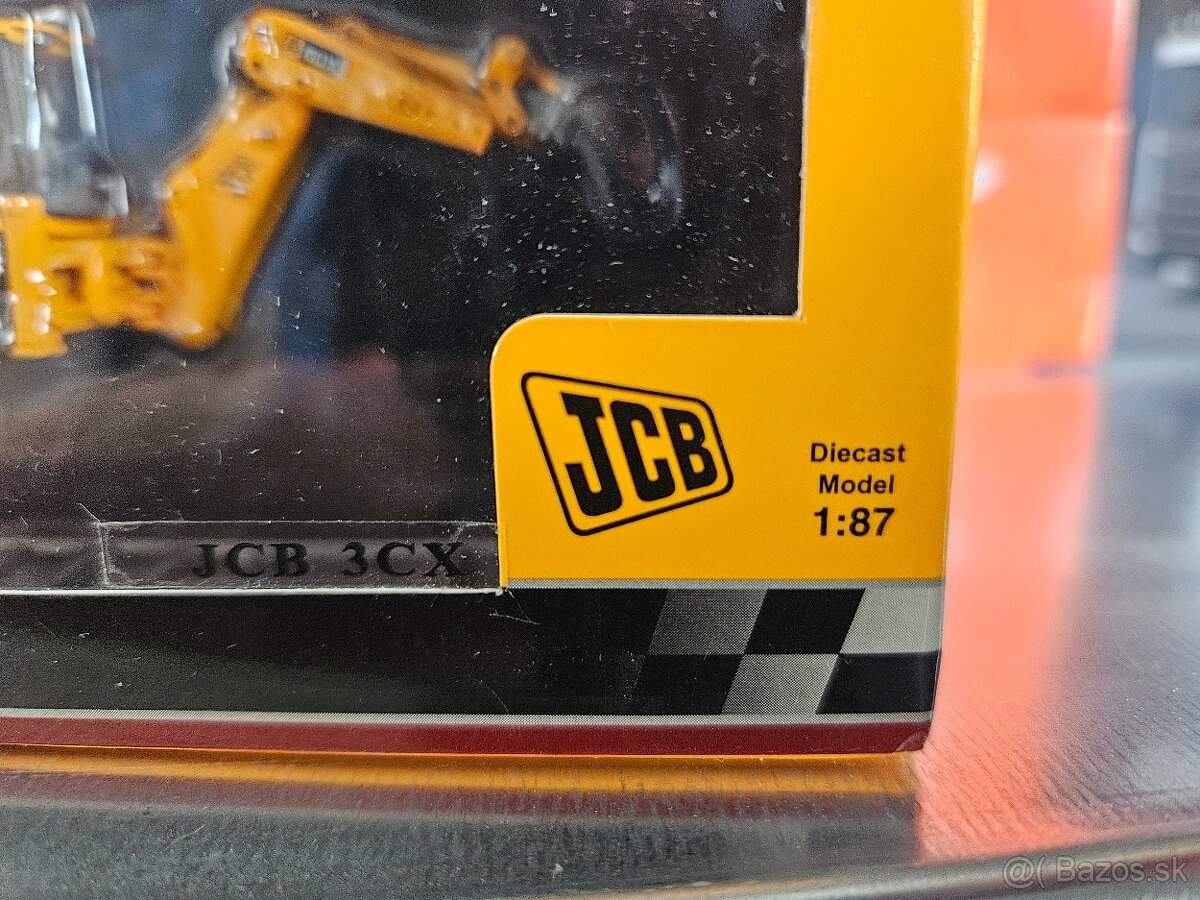 JCB
Diecast
Model
1:87
JCB 3CX
@( Bazos.sk